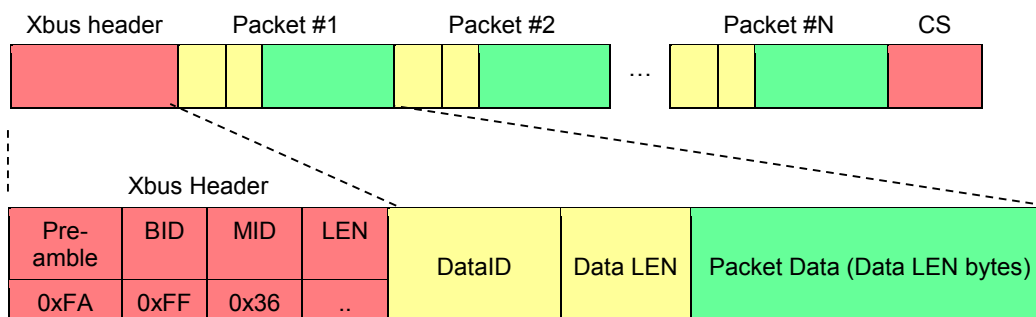 Xbus header Packet #1 Packet #2 Packet #N CS
...
Xbus Header
Pre-
amble BID MID LEN
DataID Data LEN Packet Data (Data LEN bytes)
0xFA 0xFF 0x36 ..